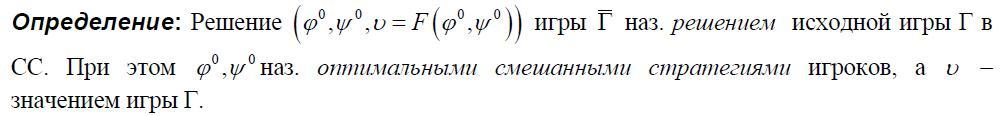 Определение: Решение (φ⁰,ψ⁰,υ = F(φ⁰,ψ⁰)) игры Γ̿ наз. решением исходной игры Γ в
СС. При этом φ⁰,ψ⁰ наз. оптимальными смешанными стратегиями игроков, а υ –
значением игры Γ.